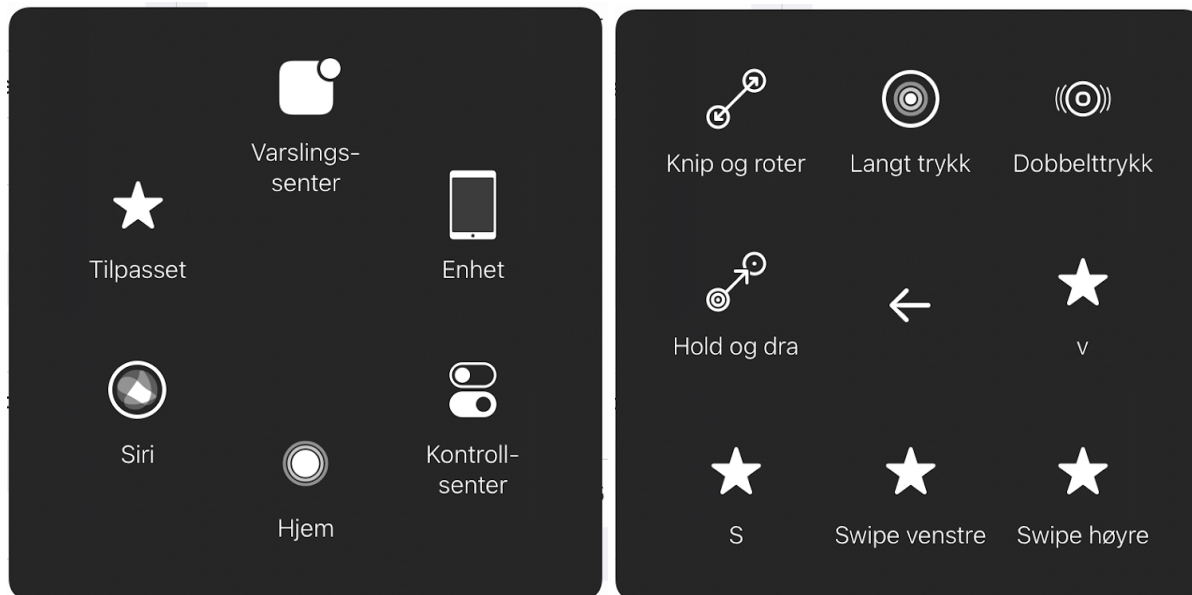 Varslings-
senter
Tilpasset
Enhet
Siri
Kontroll-
senter
Hjem
Knip og roter
Langt trykk
Dobbelttrykk
Hold og dra
v
S
Swipe venstre
Swipe høyre